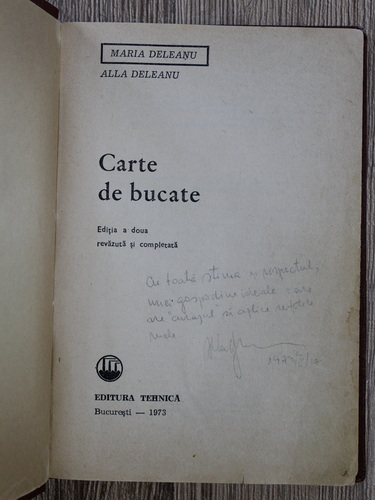 MARIA DELEANU
ALLA DELEANU
Carte
de bucate
Ediția a doua
revăzută și completată
Cu toată stima și respectul,
unei gospodine ideale care
are curajul să aplice rețetele
mele
EDITURA TEHNICĂ
București — 1973